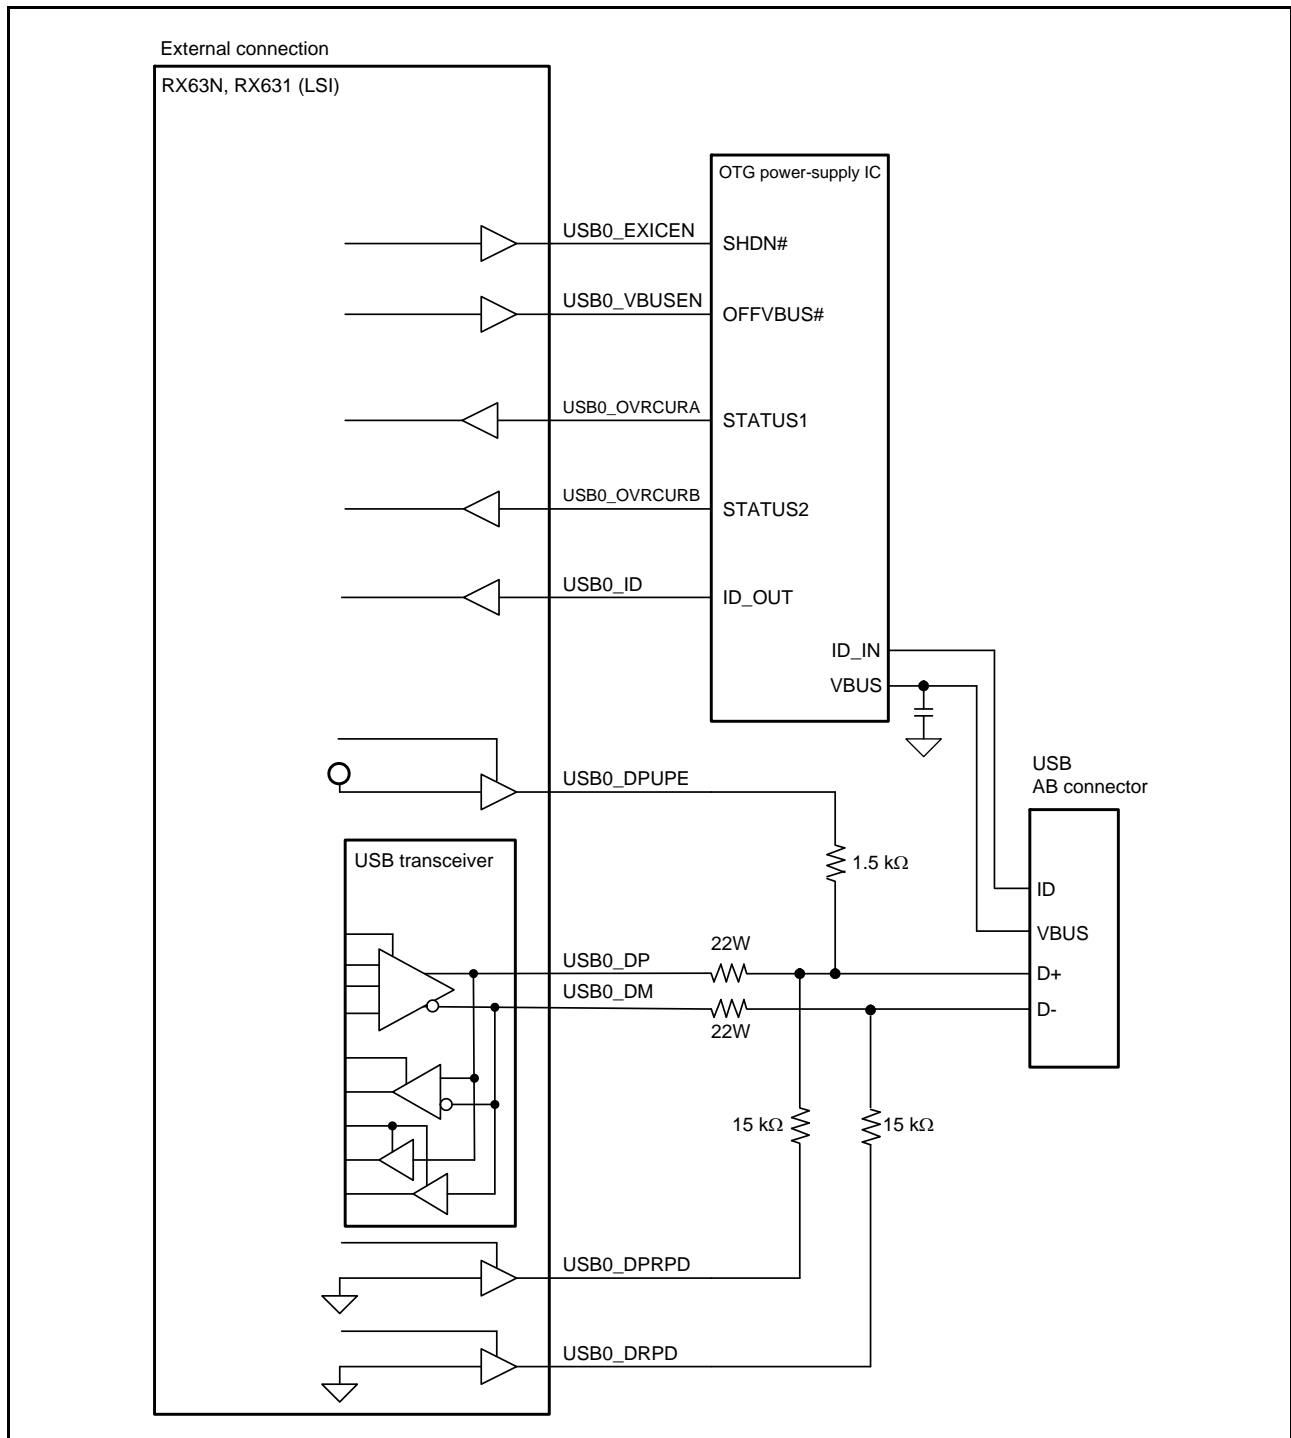 External connection
RX63N, RX631 (LSI)
OTG power-supply IC
USB0_EXICEN
SHDN#
USB0_VBUSEN
OFFVBUS#
USB0_OVRCURA
STATUS1
USB0_OVRCURB
STATUS2
USB0_ID
ID_OUT
ID_IN
VBUS
USB
AB connector
USB0_DPUPE
1.5 kΩ
USB transceiver
ID
VBUS
22W
USB0_DP
D+
USB0_DM
D-
22W
15 kΩ
15 kΩ
USB0_DPRPD
USB0_DRPD